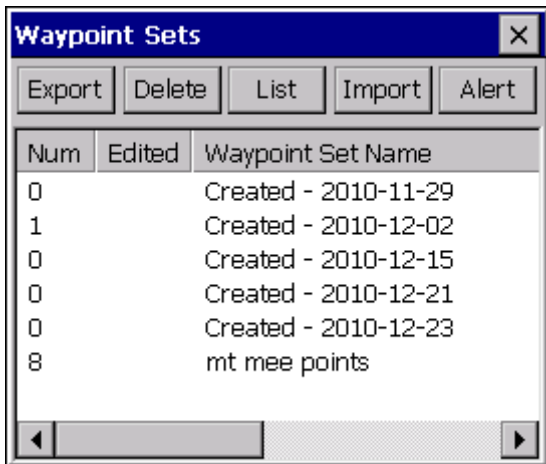 Waypoint Sets
Export Delete List Import Alert
Num Edited Waypoint Set Name
0 Created - 2010-11-29
1 Created - 2010-12-02
0 Created - 2010-12-15
0 Created - 2010-12-21
0 Created - 2010-12-23
8 mt mee points